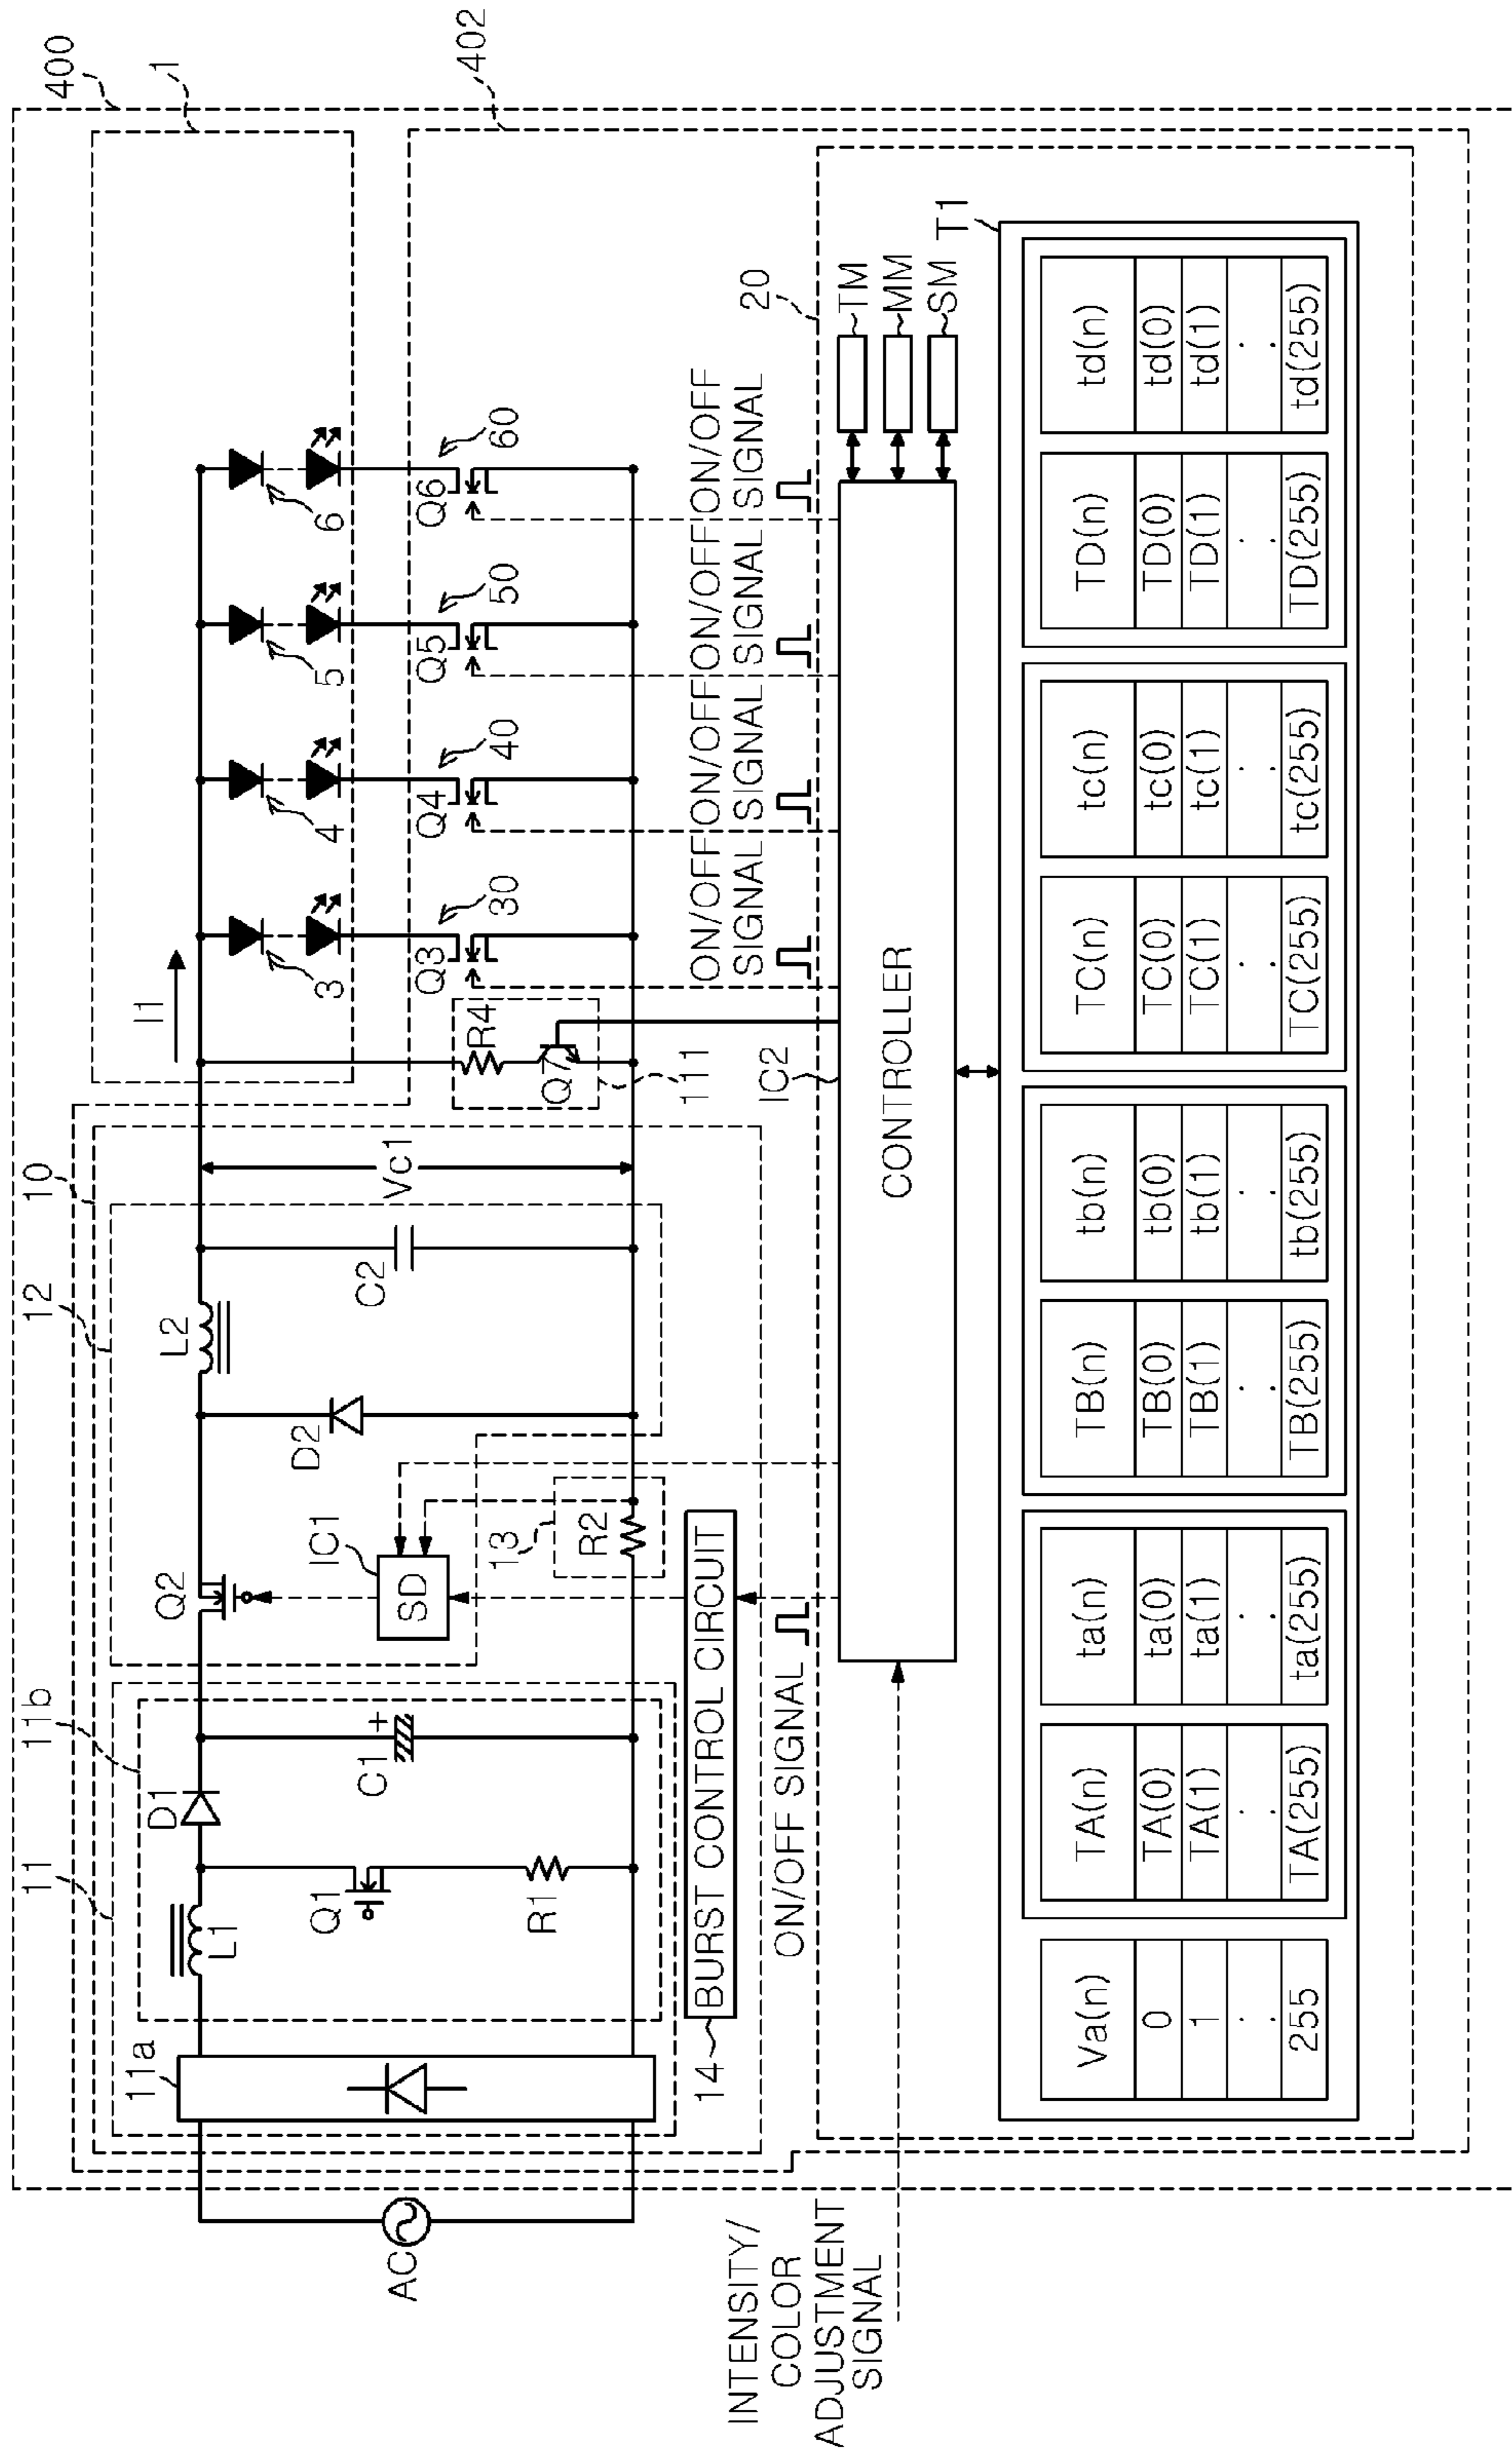 400
1
402
10
12
11
11b
11a
I1
L1
D1
Q2
L2
D2
C2
Vc1
Q1
R1
C1
+
IC1
SD
13
R2
R4
Q7
111
3
4
5
6
Q3
30
Q4
40
Q5
50
Q6
60
AC
14
BURST CONTROL CIRCUIT
ON/OFF SIGNAL
ON/OFF
SIGNAL
ON/OFF
SIGNAL
ON/OFF
SIGNAL
ON/OFF
SIGNAL
20
IC2
CONTROLLER
TM
MM
SM
INTENSITY/
COLOR
ADJUSTMENT
SIGNAL
T1
Va(n) TA(n) ta(n) TB(n) tb(n) TC(n) tc(n) TD(n) td(n)
0 TA(0) ta(0) TB(0) tb(0) TC(0) tc(0) TD(0) td(0)
1 TA(1) ta(1) TB(1) tb(1) TC(1) tc(1) TD(1) td(1)
: : : : : : : : :
255 TA(255) ta(255) TB(255) tb(255) TC(255) tc(255) TD(255) td(255)